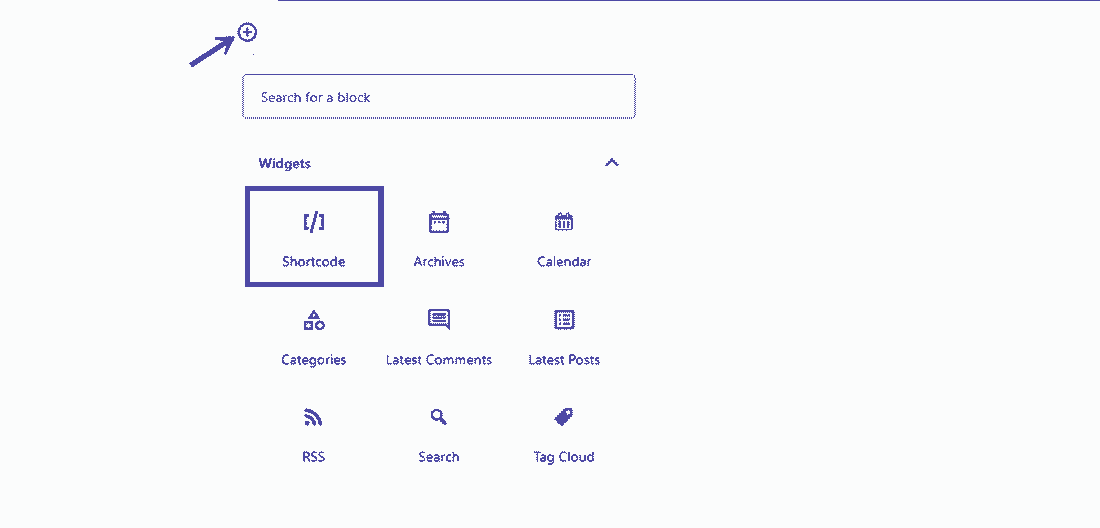 Search for a block
Widgets
Shortcode
Archives
Calendar
Categories
Latest Comments
Latest Posts
RSS
Search
Tag Cloud